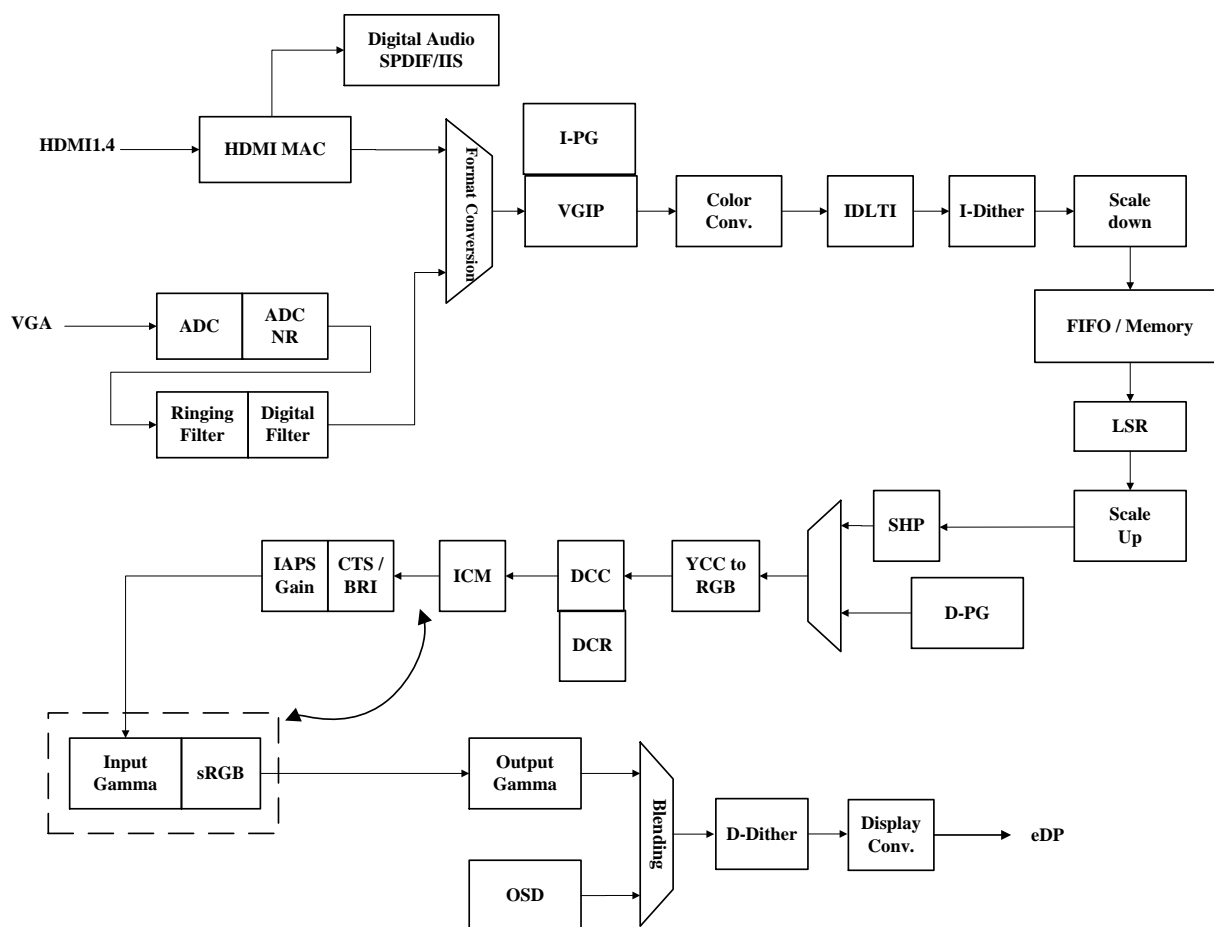 Digital Audio
SPDIF/IIS
HDMI1.4
HDMI MAC
Format Conversion
I-PG
VGIP
Color
Conv.
IDLTI
I-Dither
Scale
down
VGA
ADC
ADC
NR
FIFO / Memory
Ringing
Filter
Digital
Filter
LSR
Scale
Up
SHP
D-PG
YCC to
RGB
DCC
DCR
ICM
CTS /
BRI
IAPS
Gain
Input
Gamma
sRGB
Output
Gamma
Blending
OSD
D-Dither
Display
Conv.
eDP